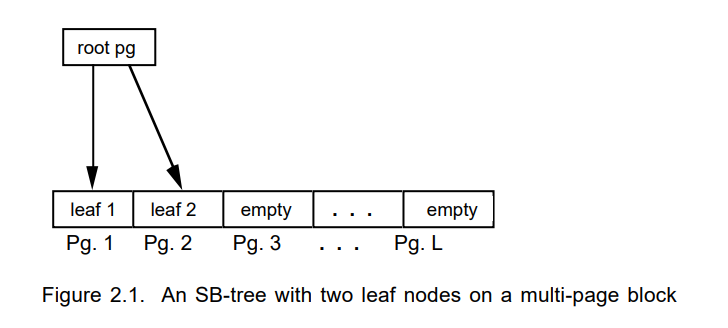 root pg
leaf 1 leaf 2 empty . . . empty
Pg. 1 Pg. 2 Pg. 3 . . . Pg. L
Figure 2.1. An SB-tree with two leaf nodes on a multi-page block